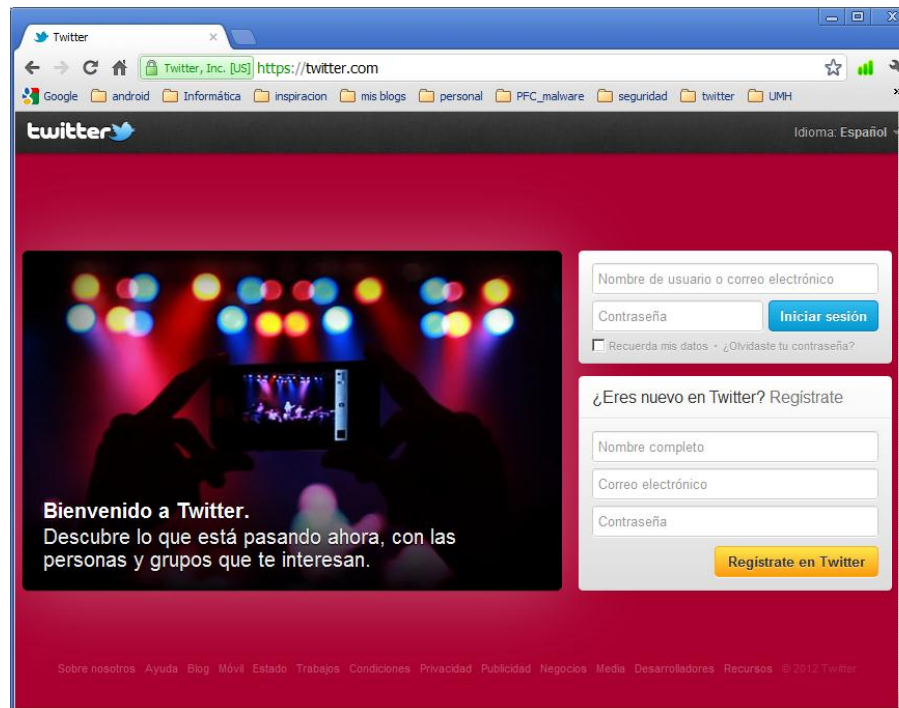 Twitter
Twitter, Inc. [US] https://twitter.com
Google android Informática inspiracion mis blogs personal PFC_malware seguridad twitter UMH »
twitter
Idioma: Español
Nombre de usuario o correo electrónico
Contraseña
Iniciar sesión
Recuerda mis datos · ¿Olvidaste tu contraseña?
¿Eres nuevo en Twitter? Regístrate
Nombre completo
Correo electrónico
Contraseña
Regístrate en Twitter
Bienvenido a Twitter.
Descubre lo que está pasando ahora, con las
personas y grupos que te interesan.
Sobre nosotros Ayuda Blog Móvil Estado Trabajos Condiciones Privacidad Publicidad Negocios Media Desarrolladores Recursos © 2012 Twitter